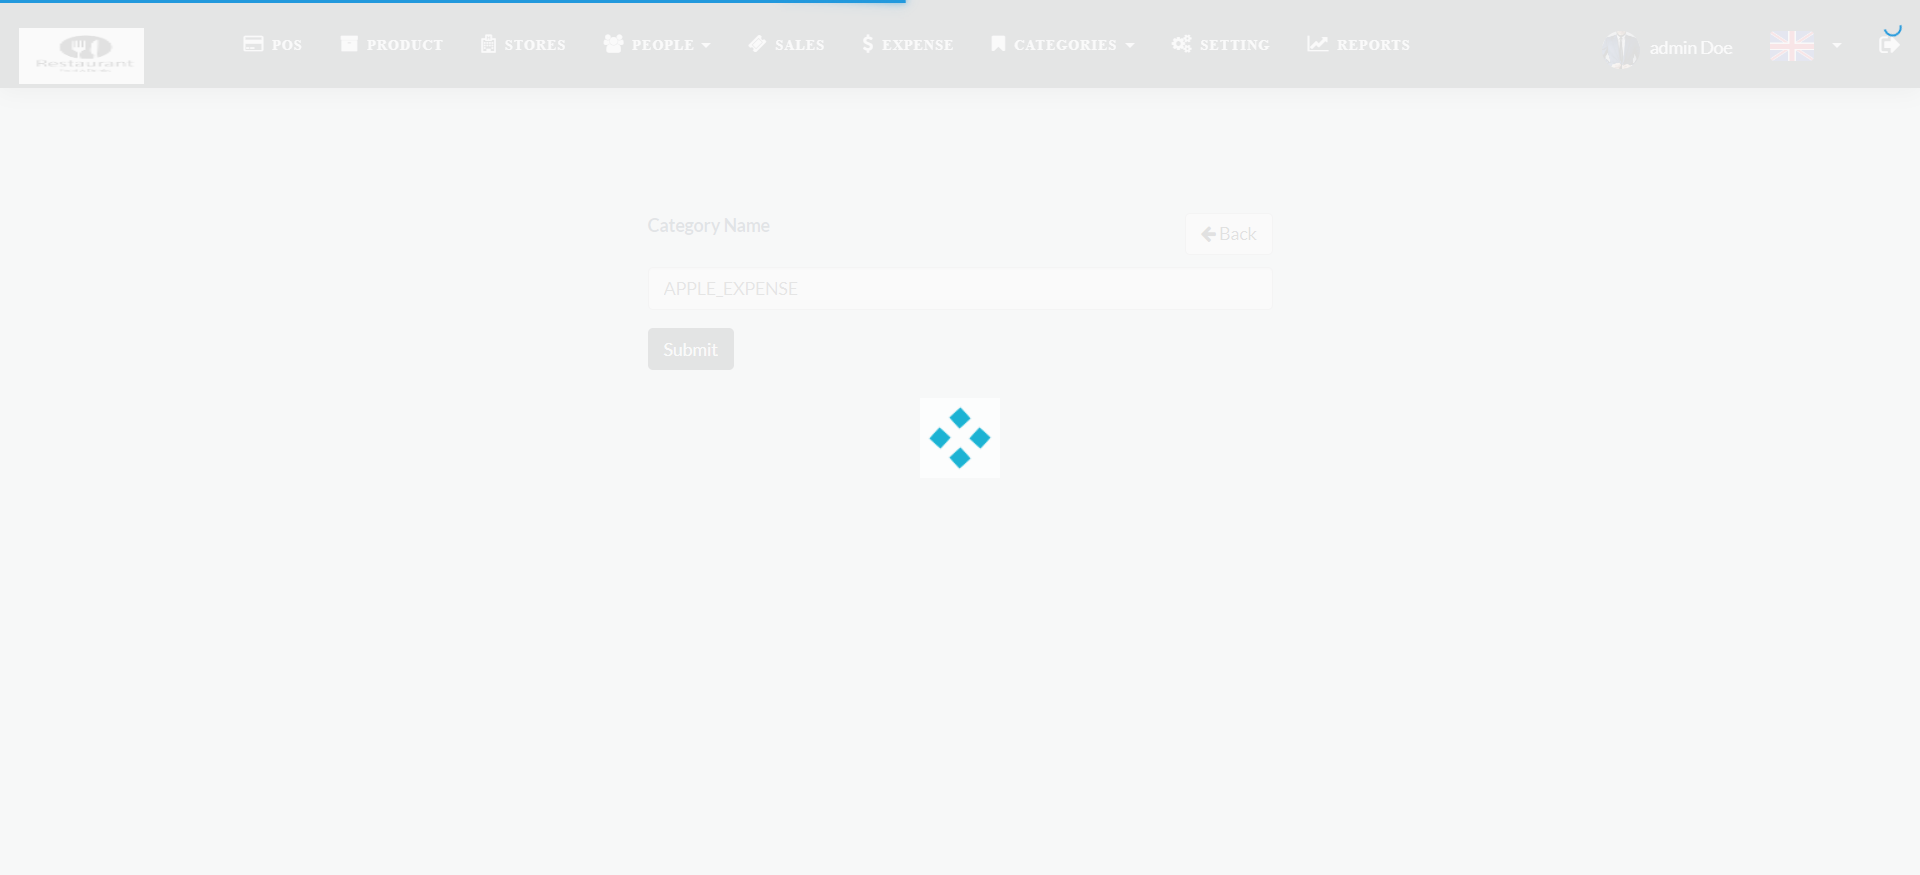 Restaurant
POS PRODUCT STORES PEOPLE SALES EXPENSE CATEGORIES SETTING REPORTS admin Doe
Category Name Back
APPLE_EXPENSE
Submit